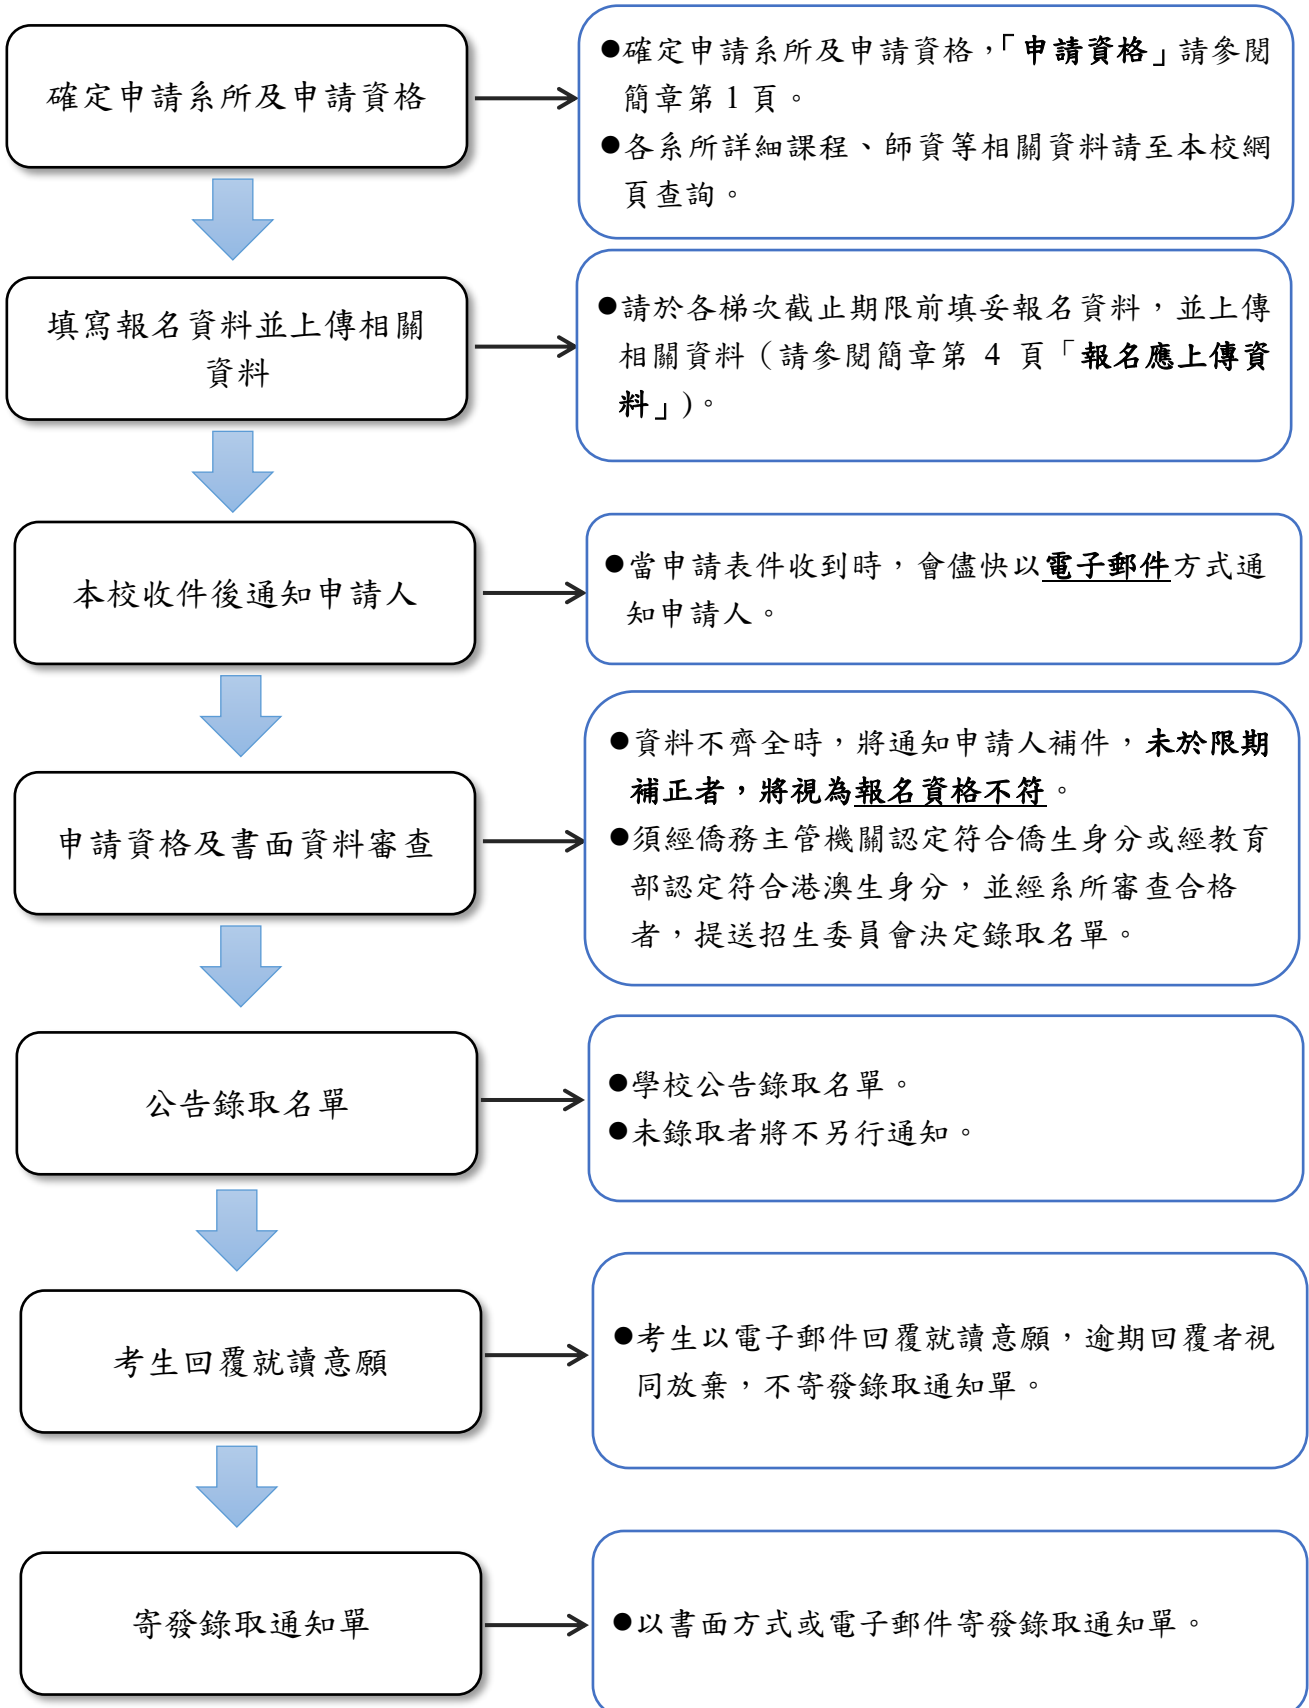 確定申請系所及申請資格
●確定申請系所及申請資格，「申請資格」請參閱
簡章第 1 頁。
●各系所詳細課程、師資等相關資料請至本校網
頁查詢。
填寫報名資料並上傳相關
資料
●請於各梯次截止期限前填妥報名資料，並上傳
相關資料（請參閱簡章第 4 頁「報名應上傳資
料」)。
本校收件後通知申請人
●當申請表件收到時，會儘快以電子郵件方式通
知申請人。
申請資格及書面資料審查
●資料不齊全時，將通知申請人補件，未於限期
補正者，將視為報名資格不符。
●須經僑務主管機關認定符合僑生身分或經教育
部認定符合港澳生身分，並經系所審查合格
者，提送招生委員會決定錄取名單。
公告錄取名單
●學校公告錄取名單。
●未錄取者將不另行通知。
考生回覆就讀意願
●考生以電子郵件回覆就讀意願，逾期回覆者視
同放棄，不寄發錄取通知單。
寄發錄取通知單
●以書面方式或電子郵件寄發錄取通知單。